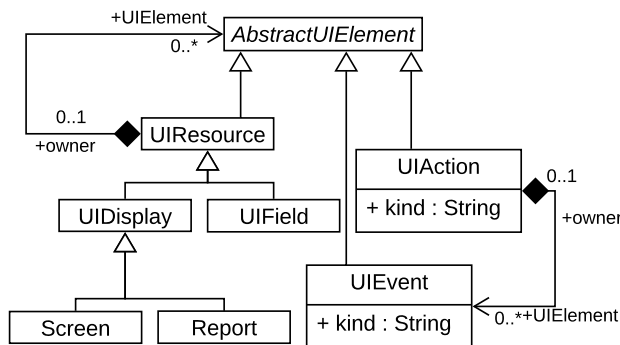 +UIElement
AbstractUIElement
0..*
0..1
UIResource
+owner
UIAction
0..1
+ kind : String
UIDisplay
UIField
+owner
UIEvent
Screen
Report
+ kind : String
0..*+UIElement